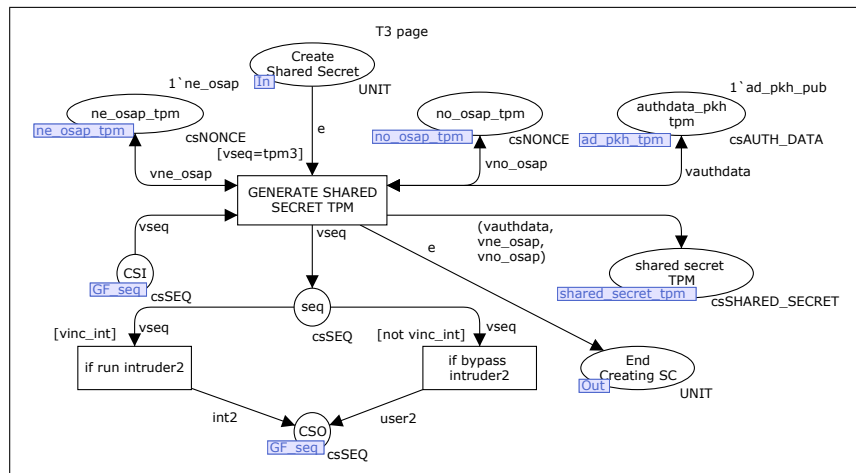 T3 page
Create
Shared Secret
In
UNIT
1`ne_osap
ne_osap_tpm
ne_osap_tpm
csNONCE
no_osap_tpm
no_osap_tpm
csNONCE
1`ad_pkh_pub
authdata_pkh
tpm
ad_pkh_tpm
csAUTH_DATA
e
[vseq=tpm3]
vne_osap
vno_osap
vauthdata
GENERATE SHARED
SECRET TPM
vseq
vseq
e
(vauthdata,
vne_osap,
vno_osap)
CSI
GF_seq
csSEQ
shared secret
TPM
shared_secret_tpm
csSHARED_SECRET
seq
csSEQ
[vinc_int]
vseq
[not vinc_int]
vseq
if run intruder2
if bypass
intruder2
End
Creating SC
Out
UNIT
int2
user2
CSO
GF_seq
csSEQ